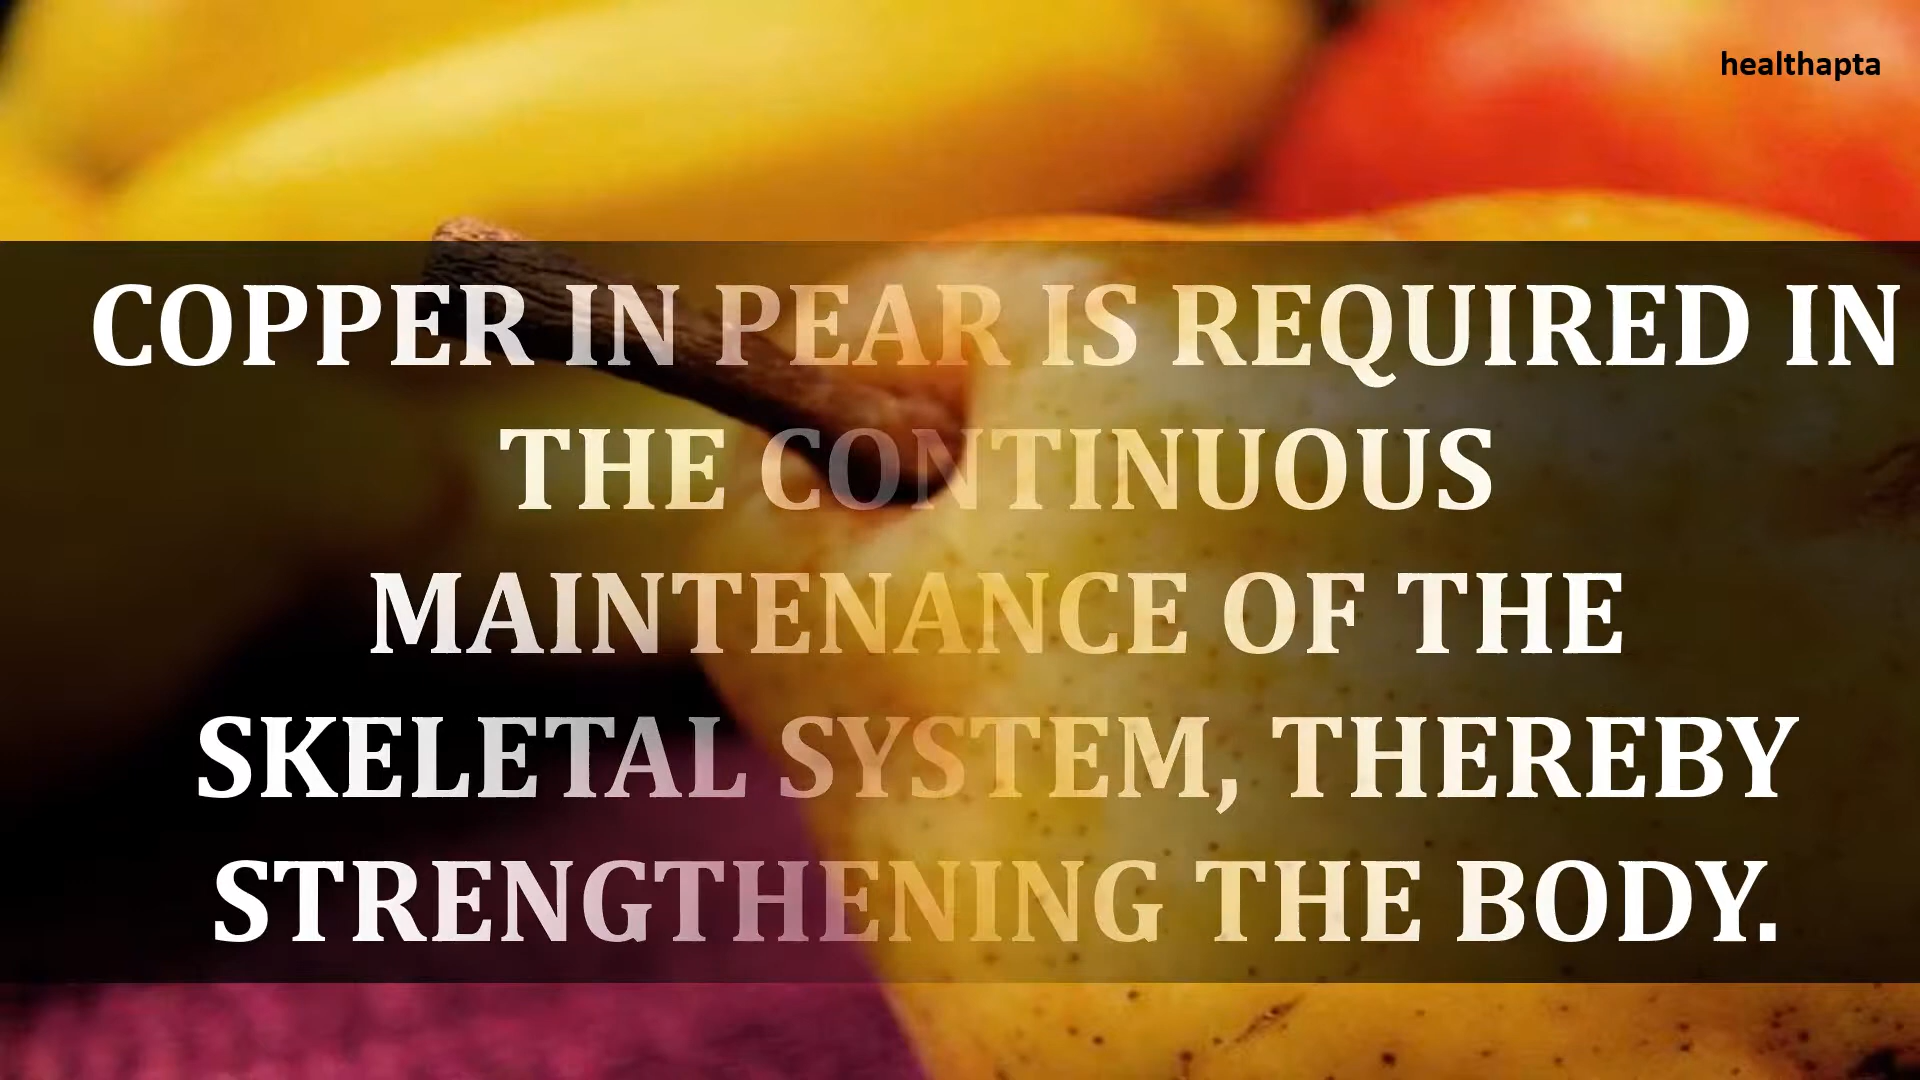 healthapta
COPPER IN PEAR IS REQUIRED IN
THE CONTINUOUS
MAINTENANCE OF THE
SKELETAL SYSTEM, THEREBY
STRENGTHENING THE BODY.